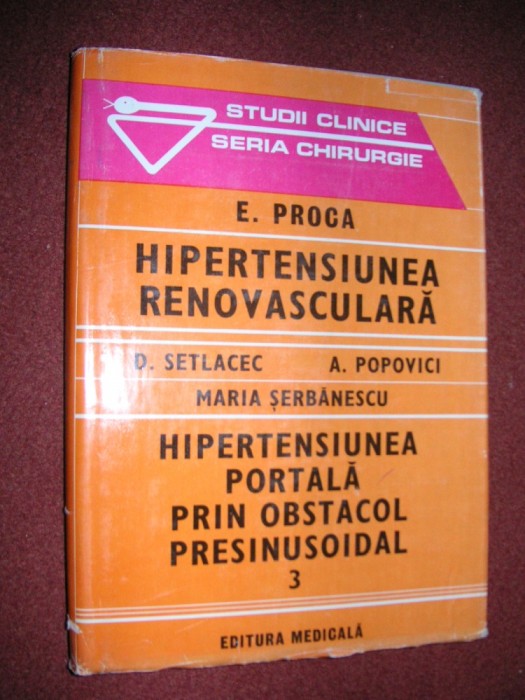 STUDII CLINICE
SERIA CHIRURGIE
E. PROCA
HIPERTENSIUNEA
RENOVASCULARĂ
D. SETLACEC A. POPOVICI
MARIA ȘERBĂNESCU
HIPERTENSIUNEA
PORTALĂ
PRIN OBSTACOL
PRESINUSOIDAL
3
EDITURA MEDICALĂ